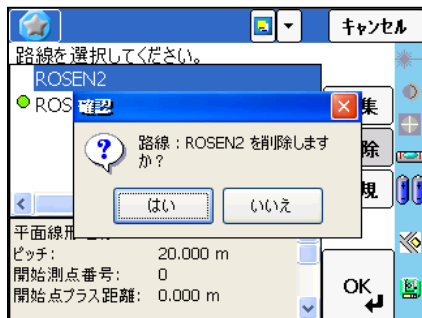 キャンセル
路線を選択してください。
ROSEN2
ROS
確認
集
路線：ROSEN2 を削除します
か？
除
はい
いいえ
規
平面線形
ピッチ: 20.000 m
開始測点番号: 0
開始点プラス距離: 0.000 m
OK